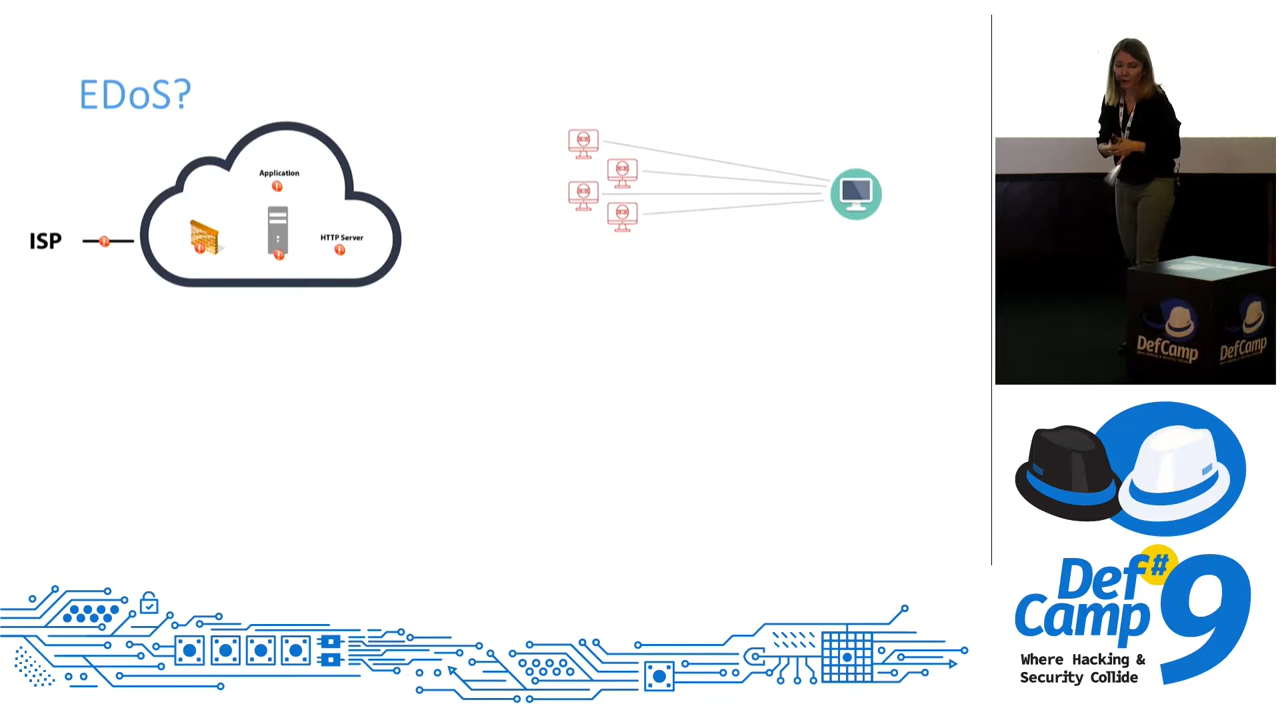 EDoS?
Application
HTTP Server
ISP
DefCamp
DefCamp
Def#
Camp 9
Where Hacking &
Security Collide